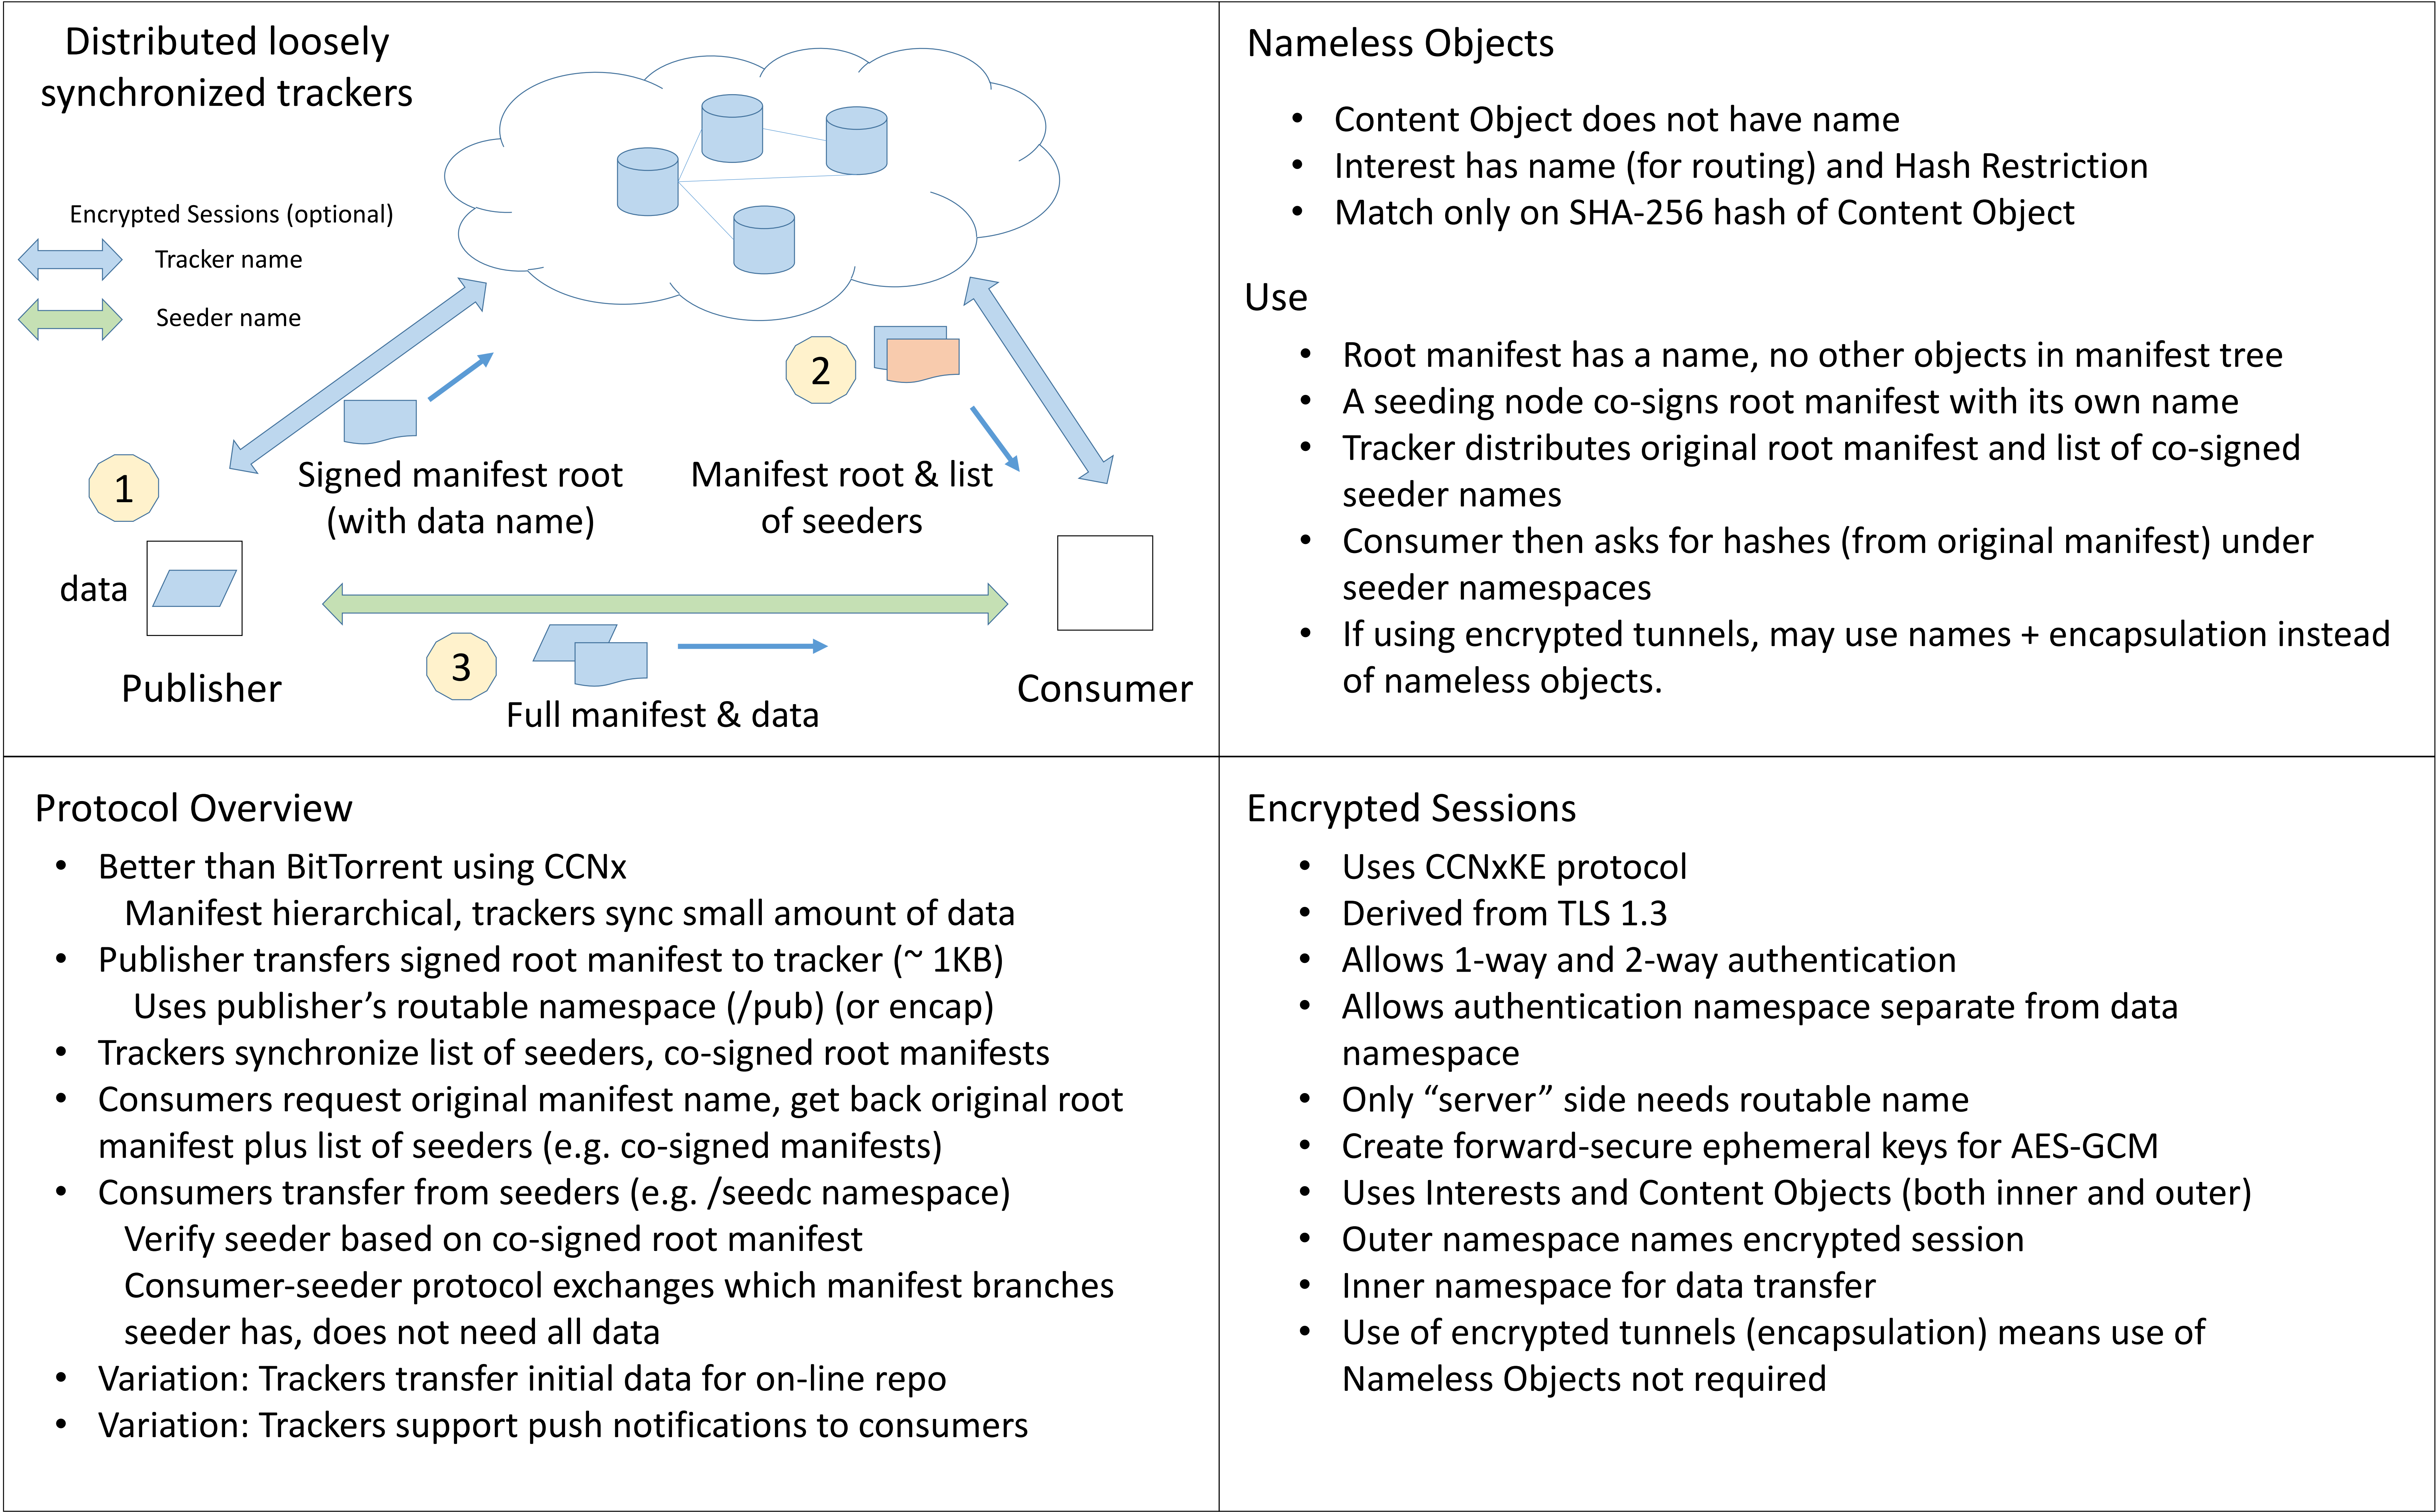 Distributed loosely
synchronized trackers
Encrypted Sessions (optional)
Tracker name
Seeder name
2
1
Signed manifest root
(with data name)
Manifest root & list
of seeders
data
3
Publisher
Consumer
Full manifest & data
Nameless Objects
• Content Object does not have name
• Interest has name (for routing) and Hash Restriction
• Match only on SHA-256 hash of Content Object
Use
• Root manifest has a name, no other objects in manifest tree
• A seeding node co-signs root manifest with its own name
• Tracker distributes original root manifest and list of co-signed
seeder names
• Consumer then asks for hashes (from original manifest) under
seeder namespaces
• If using encrypted tunnels, may use names + encapsulation instead
of nameless objects.
Protocol Overview
• Better than BitTorrent using CCNx
Manifest hierarchical, trackers sync small amount of data
• Publisher transfers signed root manifest to tracker (~ 1KB)
Uses publisher’s routable namespace (/pub) (or encap)
• Trackers synchronize list of seeders, co-signed root manifests
• Consumers request original manifest name, get back original root
manifest plus list of seeders (e.g. co-signed manifests)
• Consumers transfer from seeders (e.g. /seedc namespace)
Verify seeder based on co-signed root manifest
Consumer-seeder protocol exchanges which manifest branches
seeder has, does not need all data
• Variation: Trackers transfer initial data for on-line repo
• Variation: Trackers support push notifications to consumers
Encrypted Sessions
• Uses CCNxKE protocol
• Derived from TLS 1.3
• Allows 1-way and 2-way authentication
• Allows authentication namespace separate from data
namespace
• Only “server” side needs routable name
• Create forward-secure ephemeral keys for AES-GCM
• Uses Interests and Content Objects (both inner and outer)
• Outer namespace names encrypted session
• Inner namespace for data transfer
• Use of encrypted tunnels (encapsulation) means use of
Nameless Objects not required